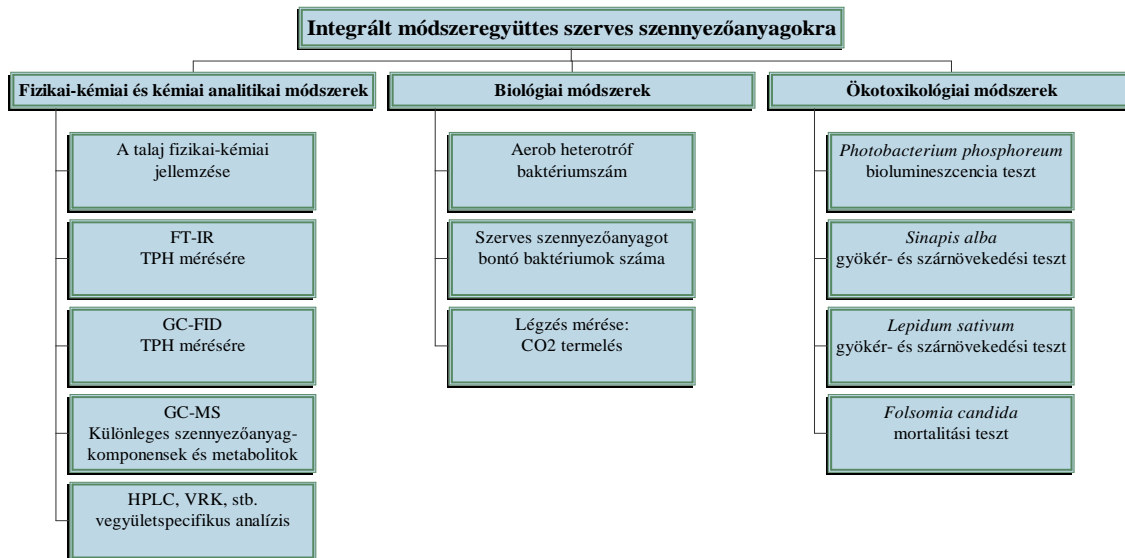 Integrált módszeregyüttes szerves szennyezőanyagokra
Fizikai-kémiai és kémiai analitikai módszerek
A talaj fizikai-kémiai
jellemzése
FT-IR
TPH mérésére
GC-FID
TPH mérésére
GC-MS
Különleges szennyezőanyag-
komponensek és metabolitok
HPLC, VRK, stb.
vegyületspecifikus analízis
Biológiai módszerek
Aerob heterotróf
baktériumszám
Szerves szennyezőanyagot
bontó baktériumok száma
Légzés mérése:
CO2 termelés
Ökotoxikológiai módszerek
Photobacterium phosphoreum
biolumineszcencia teszt
Sinapis alba
gyökér- és szárnövekedési teszt
Lepidum sativum
gyökér- és szárnövekedési teszt
Folsomia candida
mortalitási teszt